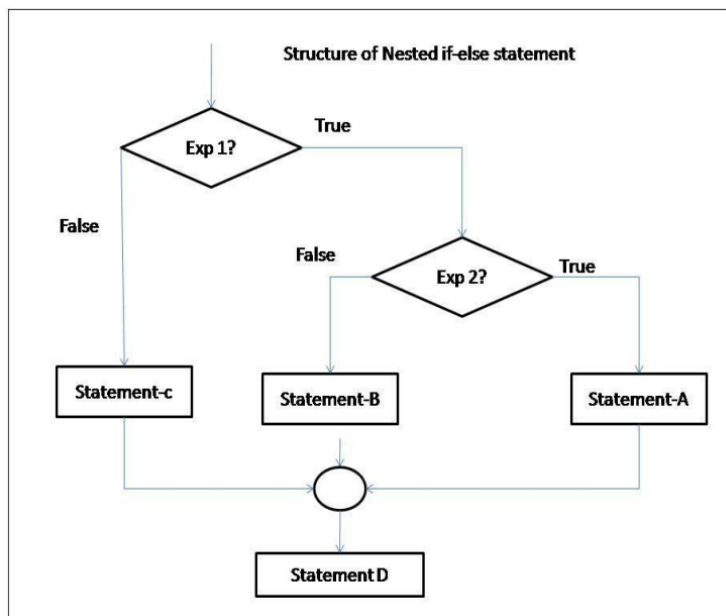 Structure of Nested if-else statement
True
Exp 1?
False
False
True
Exp 2?
Statement-c
Statement-B
Statement-A
Statement D